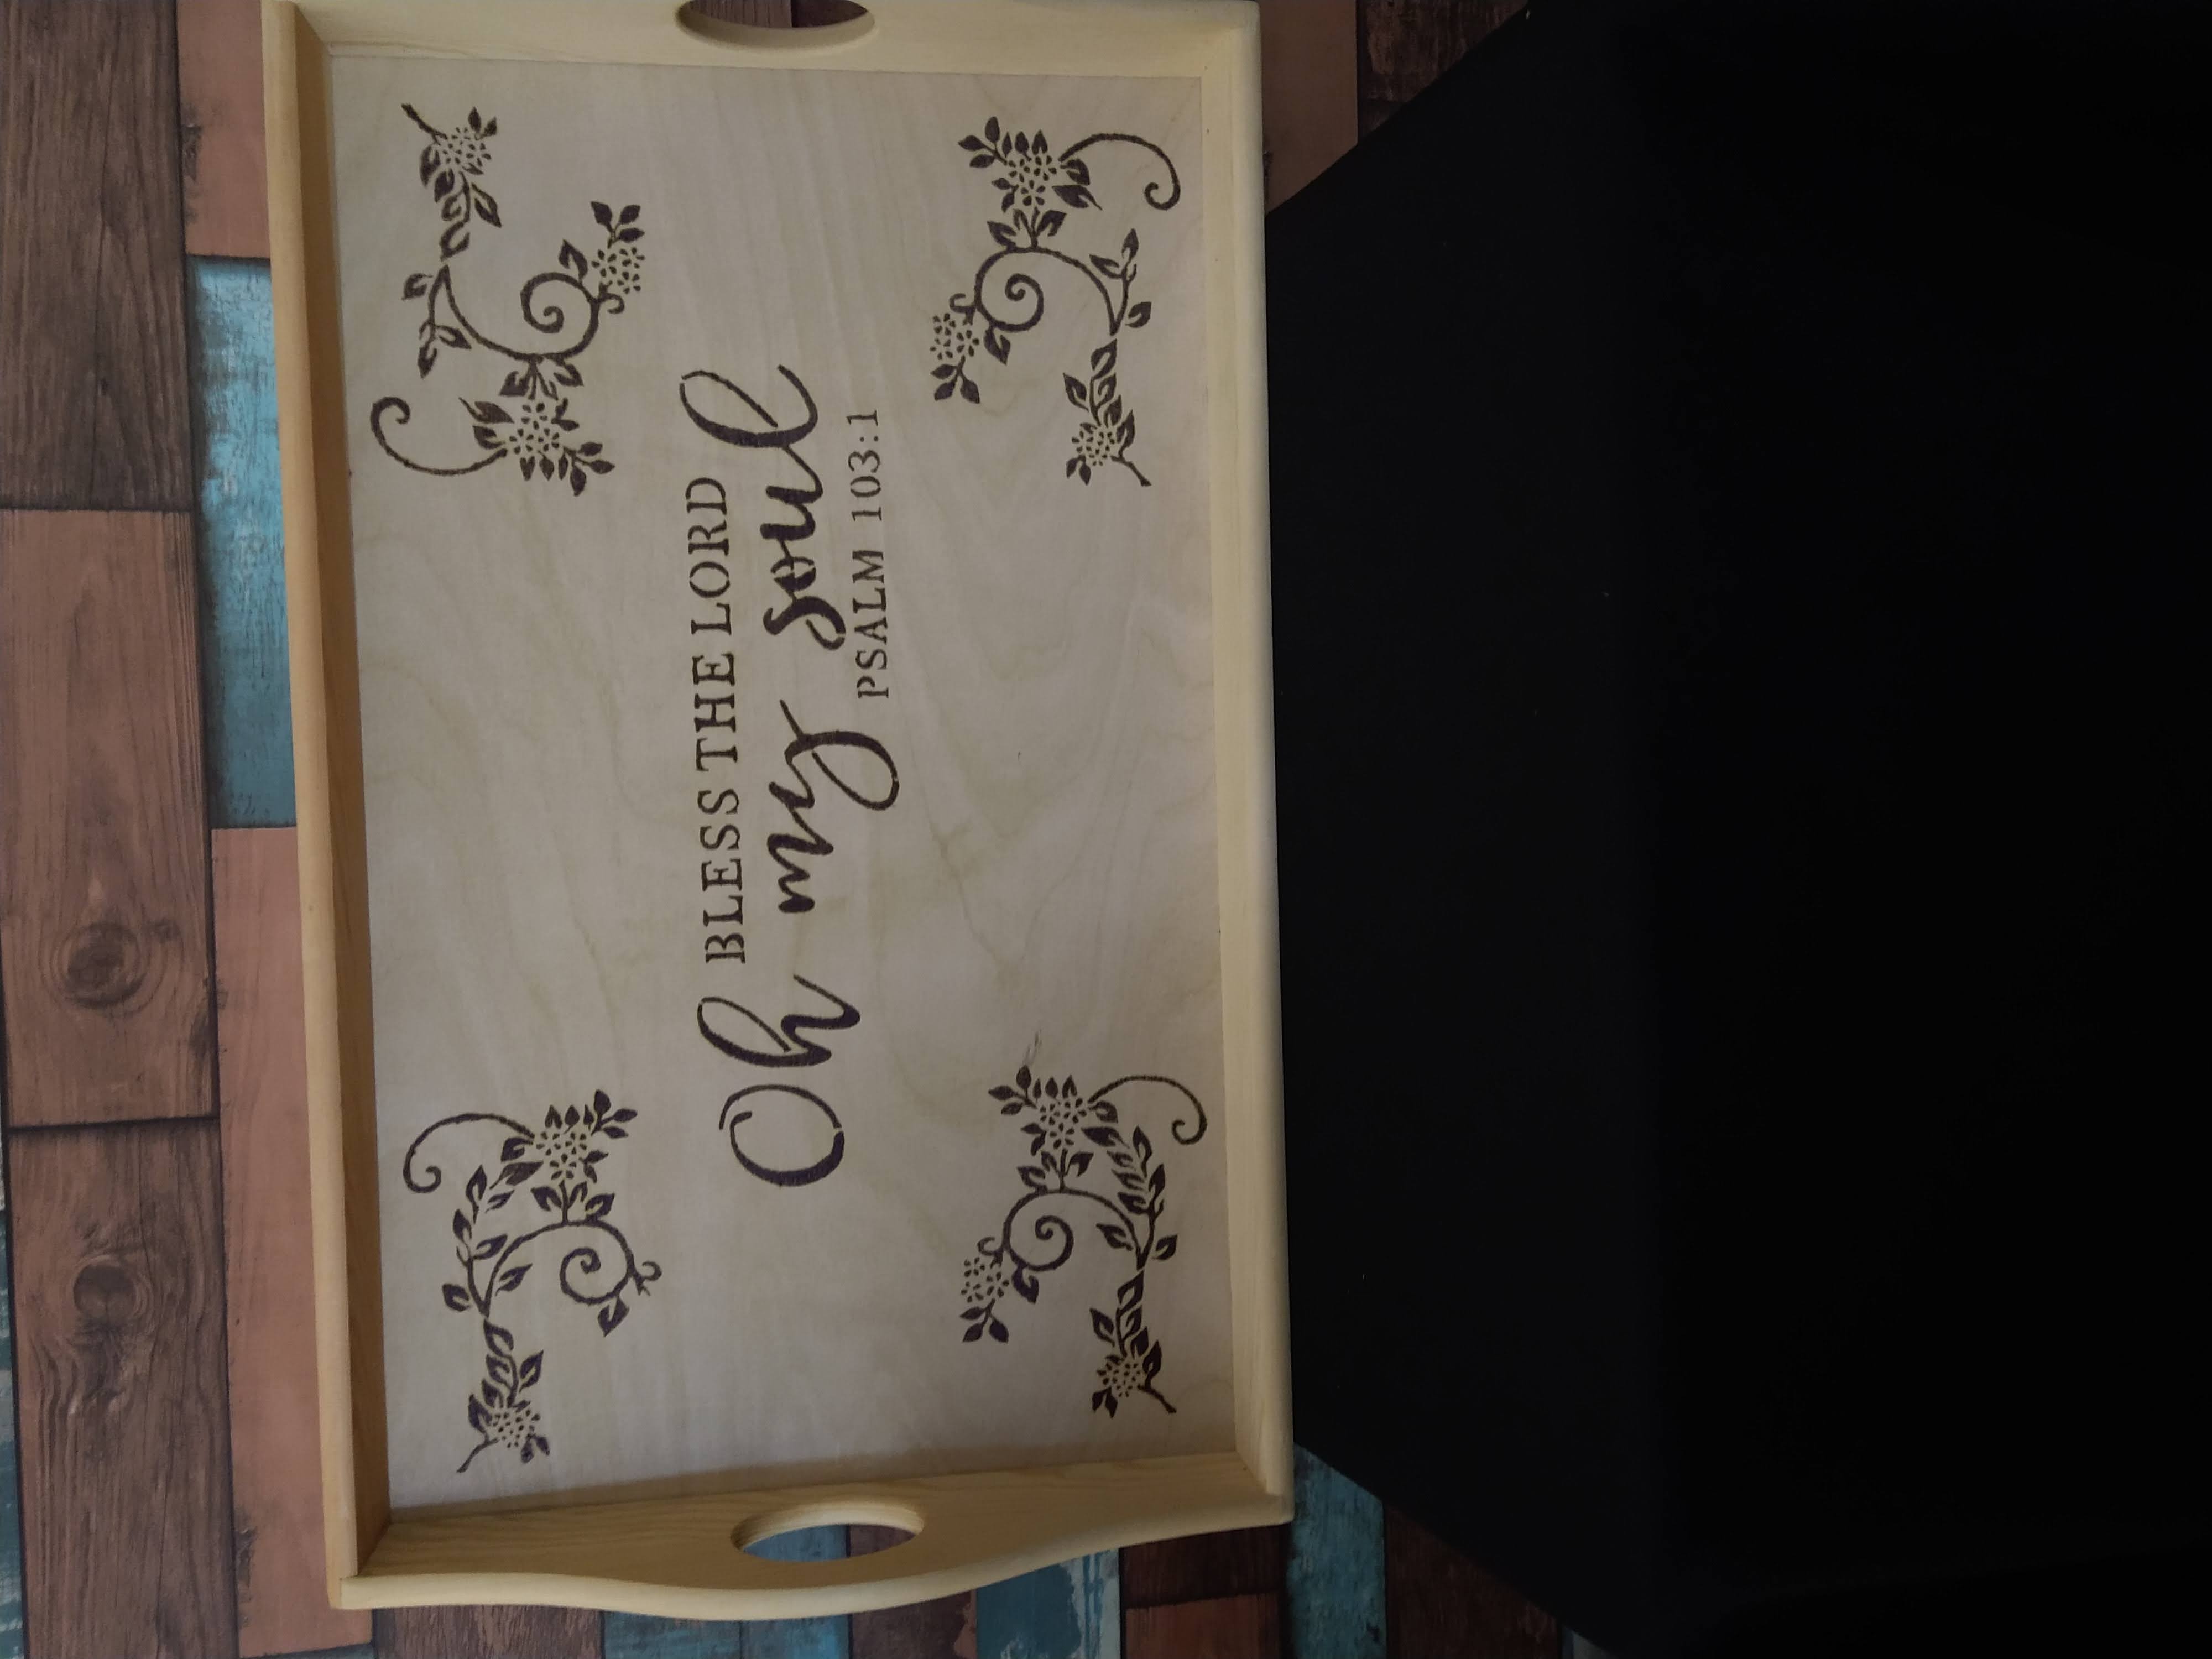 BLESS THE LORD
Oh my soul
PSALM 103:1